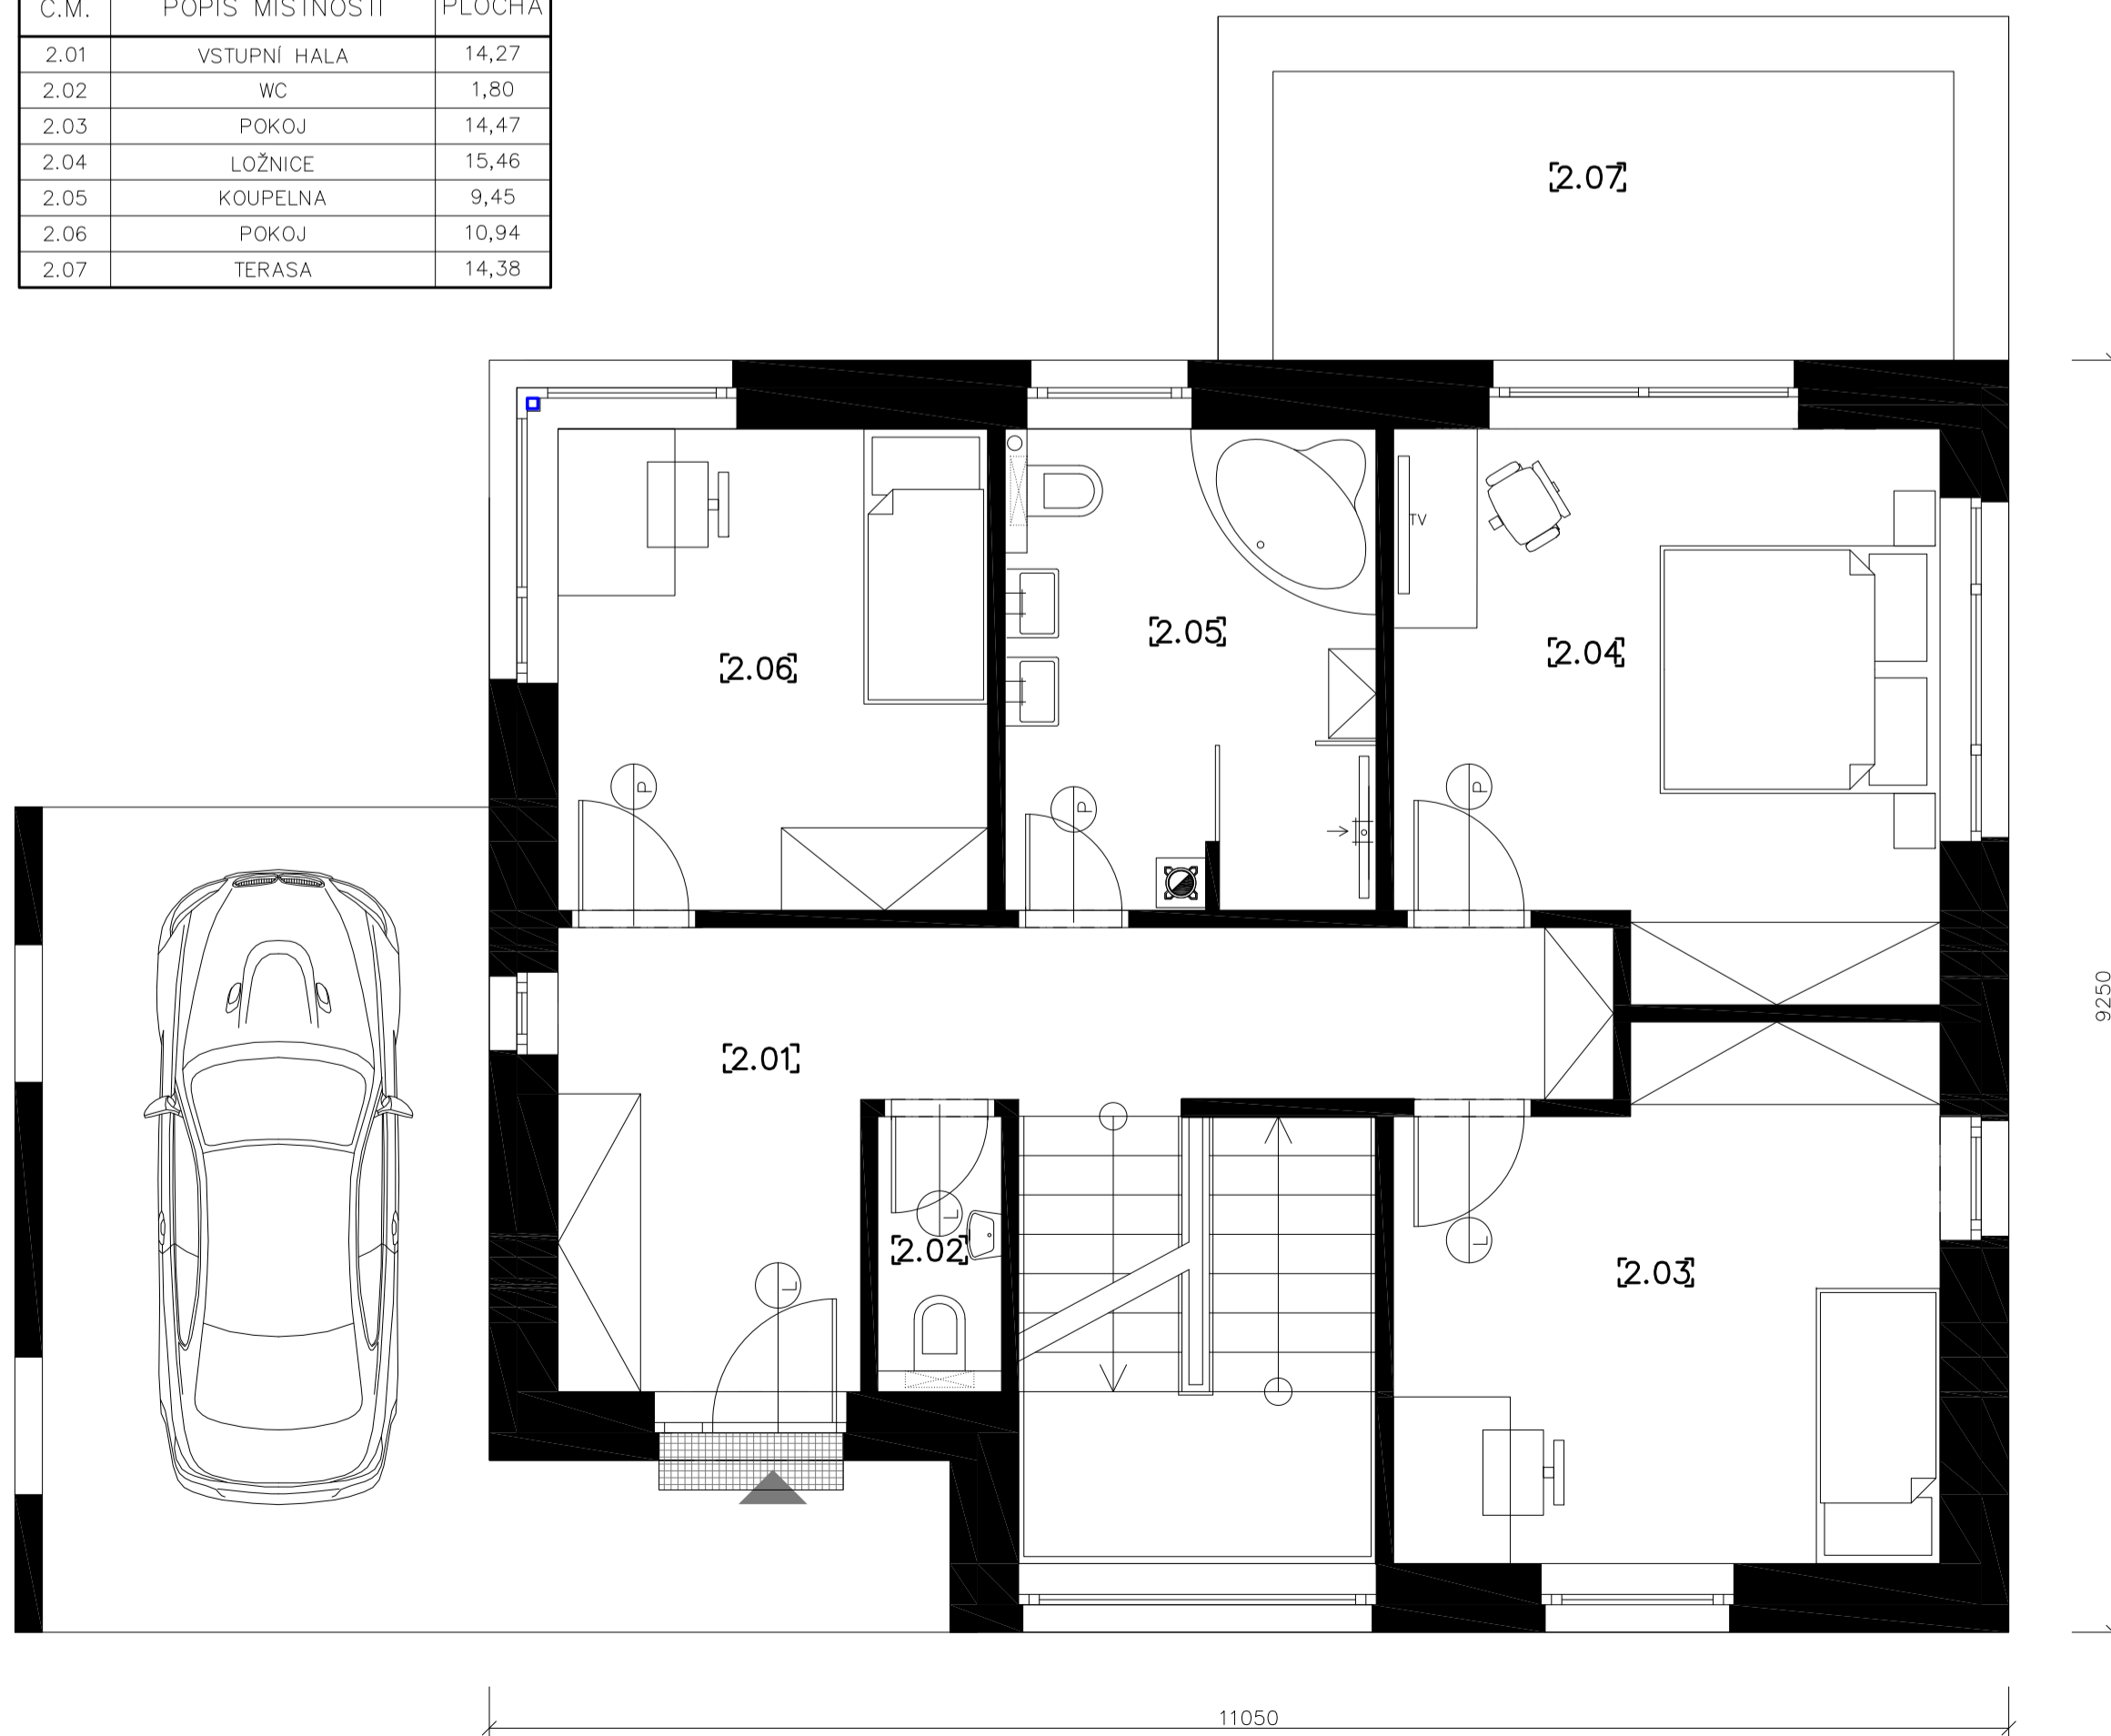 Č.M. POPIS MÍSTNOSTI PLOCHA
2.01 VSTUPNÍ HALA 14,27
2.02 WC 1,80
2.03 POKOJ 14,47
2.04 LOŽNICE 15,46
2.05 KOUPELNA 9,45
2.06 POKOJ 10,94
2.07 TERASA 14,38
2.07
TV
2.05
2.04
2.06
P
P
P
9250
2.01
L
2.02
L
2.03
L
11050